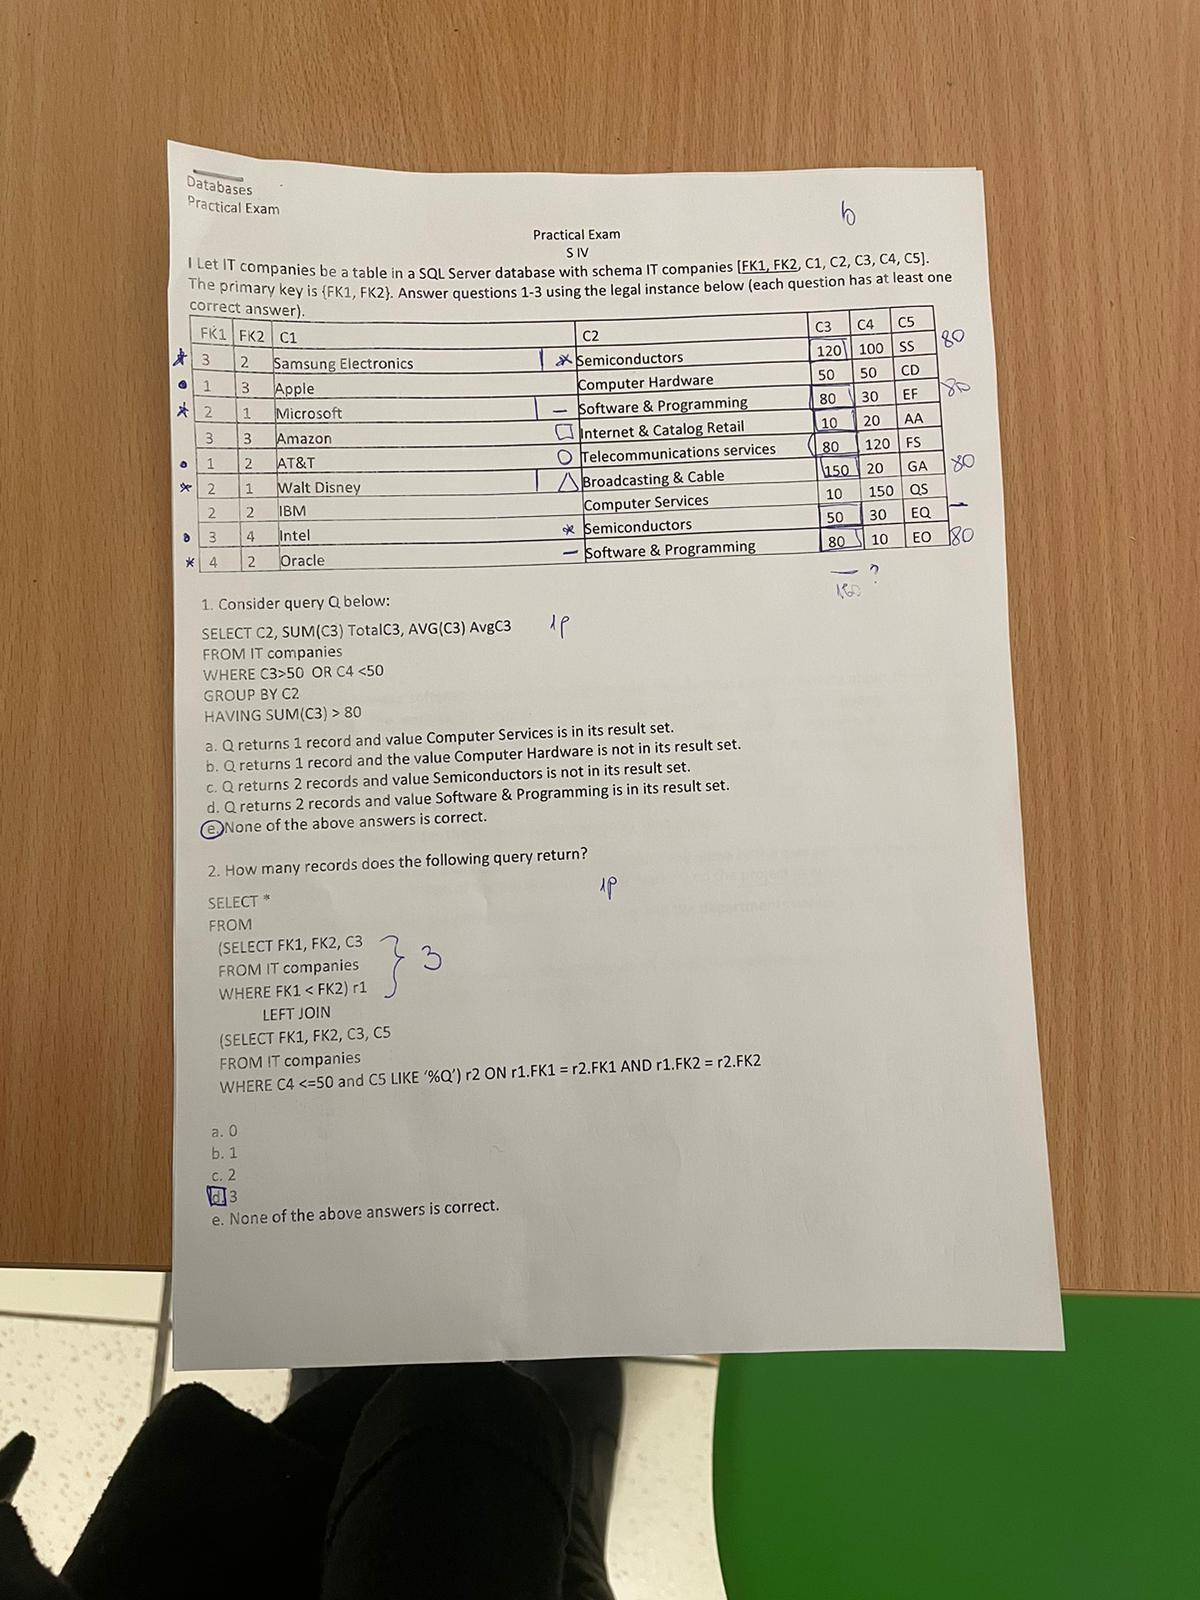 Databases
Practical Exam
b
Practical Exam
S IV
I Let IT companies be a table in a SQL Server database with schema IT companies [FK1, FK2, C1, C2, C3, C4, C5].
The primary key is {FK1, FK2}. Answer questions 1-3 using the legal instance below (each question has at least one
correct answer).
FK1 FK2 C1 C2 C3 C4 C5
3 2 Samsung Electronics Semiconductors 120 100 SS 80
1 3 Apple Computer Hardware 50 50 CD
2 1 Microsoft Software & Programming 80 30 EF 80
3 3 Amazon Internet & Catalog Retail 10 20 AA
1 2 AT&T Telecommunications services 80 120 FS
2 1 Walt Disney Broadcasting & Cable 150 20 GA 80
2 2 IBM Computer Services 10 150 QS
3 4 Intel Semiconductors 50 30 EQ —
4 2 Oracle Software & Programming 80 10 EO 80
?
1. Consider query Q below:
SELECT C2, SUM(C3) TotalC3, AVG(C3) AvgC3 1p
FROM IT companies
WHERE C3>50 OR C4 <50
GROUP BY C2
HAVING SUM(C3) > 80
a. Q returns 1 record and value Computer Services is in its result set.
b. Q returns 1 record and the value Computer Hardware is not in its result set.
c. Q returns 2 records and value Semiconductors is not in its result set.
d. Q returns 2 records and value Software & Programming is in its result set.
e. None of the above answers is correct.
2. How many records does the following query return?
1p
SELECT *
FROM
(SELECT FK1, FK2, C3
FROM IT companies } 3
WHERE FK1 < FK2) r1
LEFT JOIN
(SELECT FK1, FK2, C3, C5
FROM IT companies
WHERE C4 <=50 and C5 LIKE '%Q') r2 ON r1.FK1 = r2.FK1 AND r1.FK2 = r2.FK2
a. 0
b. 1
c. 2
d. 3
e. None of the above answers is correct.